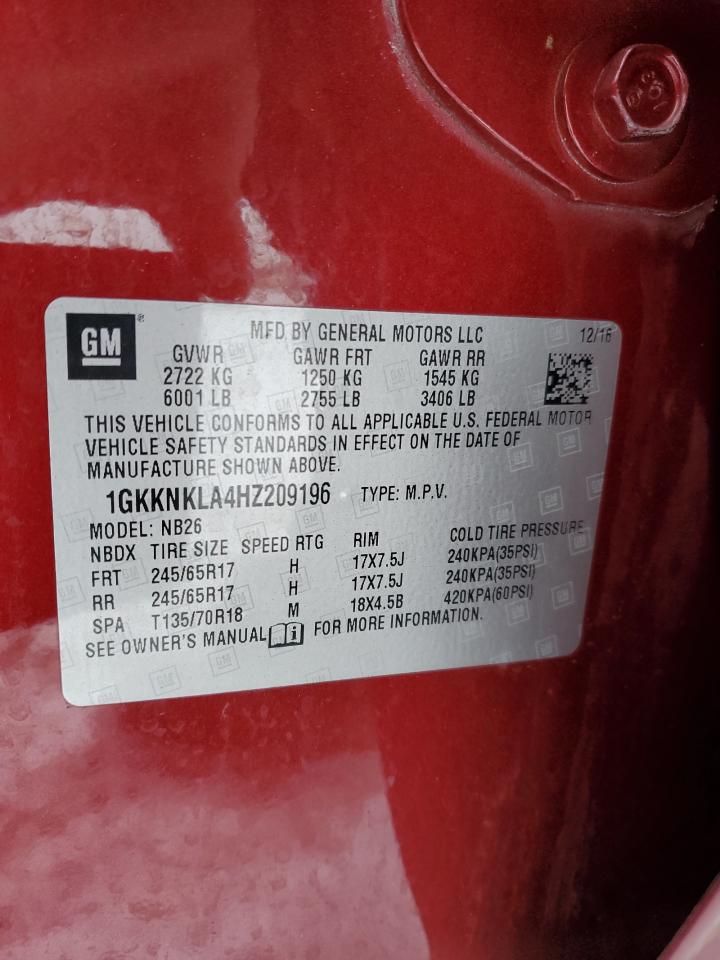 GM ®
MFD BY GENERAL MOTORS LLC 12/16
GVWR GAWR FRT GAWR RR
2722 KG 1250 KG 1545 KG
6001 LB 2755 LB 3406 LB
THIS VEHICLE CONFORMS TO ALL APPLICABLE U.S. FEDERAL MOTOR
VEHICLE SAFETY STANDARDS IN EFFECT ON THE DATE OF
MANUFACTURE SHOWN ABOVE.
1GKKNKLA4HZ209196 TYPE: M.P.V.
MODEL: NB26
NBDX TIRE SIZE SPEED RTG RIM COLD TIRE PRESSURE
FRT 245/65R17 H 17X7.5J 240KPA(35PSI)
RR 245/65R17 H 17X7.5J 240KPA(35PSI)
SPA T135/70R18 M 18X4.5B 420KPA(60PSI)
SEE OWNER'S MANUAL FOR MORE INFORMATION.